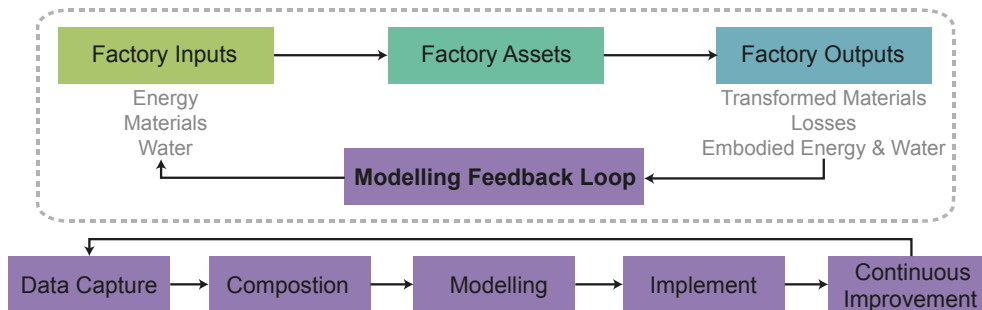 Factory Inputs
Factory Assets
Factory Outputs
Energy
Materials
Water
Transformed Materials
Losses
Embodied Energy & Water
Modelling Feedback Loop
Data Capture
Compostion
Modelling
Implement
Continuous
Improvement